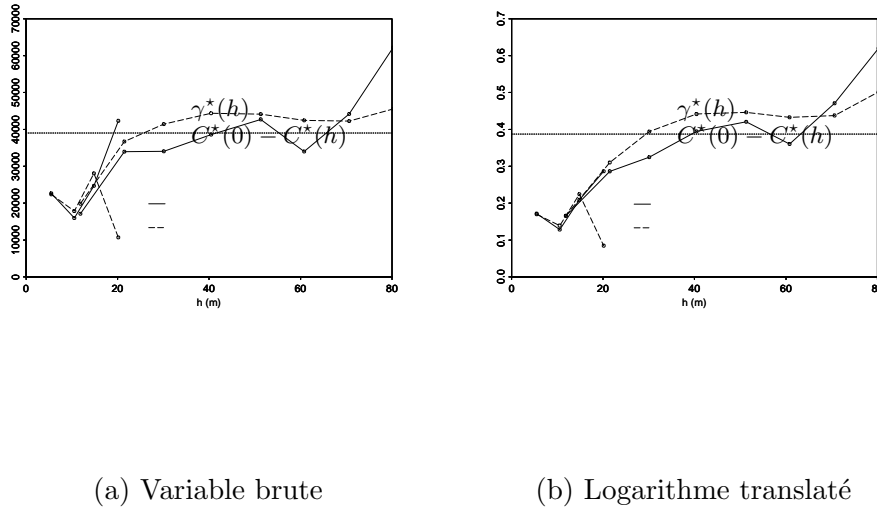 70000
60000
50000
40000
30000
20000
10000
0
γ⋆(h)
C⋆(0) − C⋆(h)
0 20 40 60 80
h (m)
0.7
0.6
0.5
0.4
0.3
0.2
0.1
0.0
γ⋆(h)
C⋆(0) − C⋆(h)
0 20 40 60 80
h (m)
(a) Variable brute
(b) Logarithme translaté